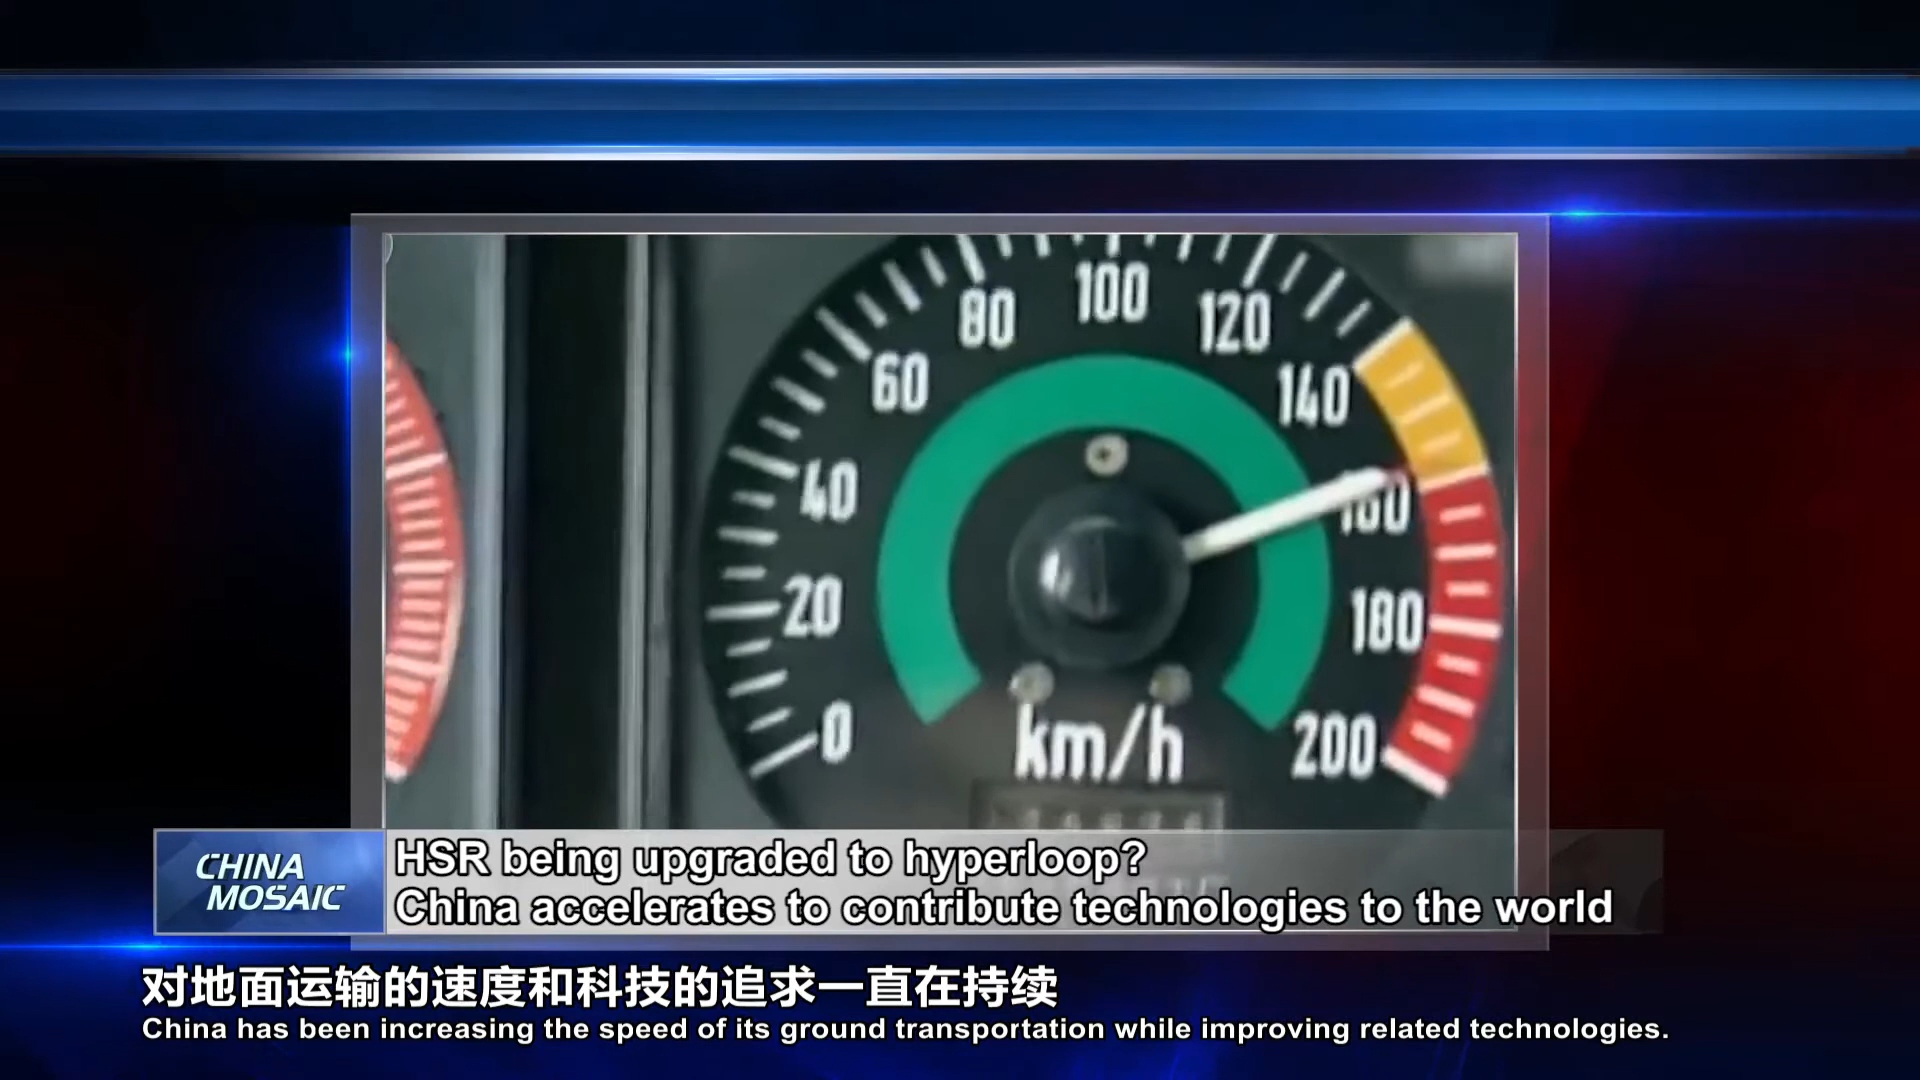 80
100
120
60
140
40
160
20
180
0
200
km/h
CHINA
MOSAIC
HSR being upgraded to hyperloop?
China accelerates to contribute technologies to the world
对地面运输的速度和科技的追求一直在持续
China has been increasing the speed of its ground transportation while improving related technologies.